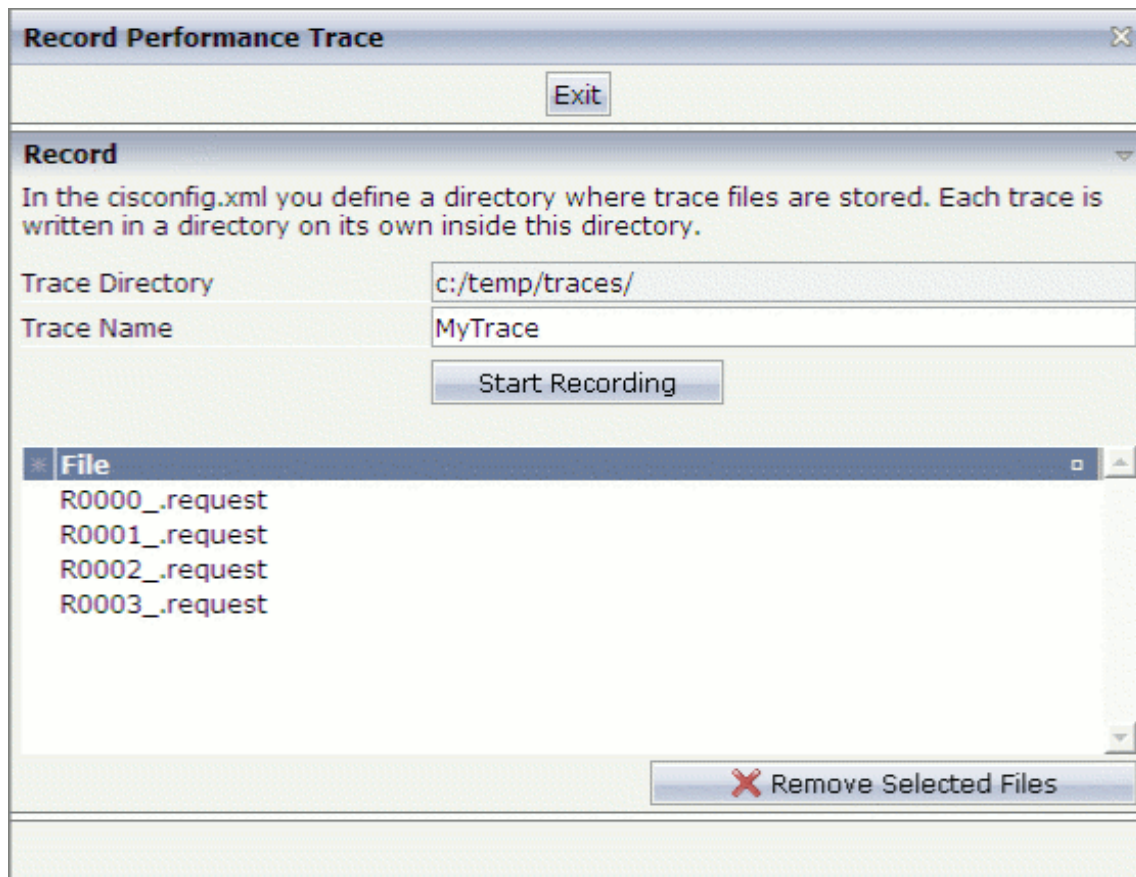 Record Performance Trace
Exit
Record
In the cisconfig.xml you define a directory where trace files are stored. Each trace is
written in a directory on its own inside this directory.
Trace Directory
c:/temp/traces/
Trace Name
MyTrace
Start Recording
File
R0000_.request
R0001_.request
R0002_.request
R0003_.request
Remove Selected Files